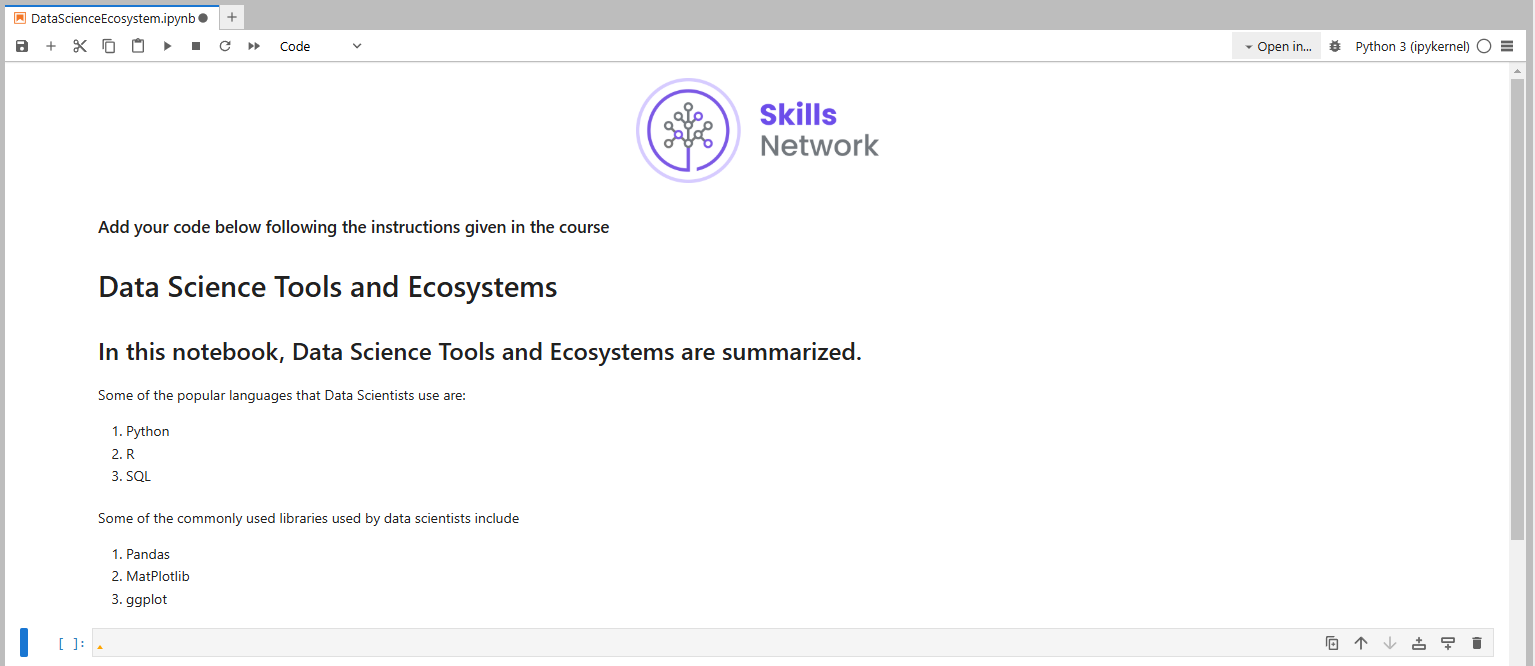 DataScienceEcosystem.ipynb
Code
Open in...
Python 3 (ipykernel)
Skills
Network
Add your code below following the instructions given in the course
Data Science Tools and Ecosystems
In this notebook, Data Science Tools and Ecosystems are summarized.
Some of the popular languages that Data Scientists use are:
1. Python
2. R
3. SQL
Some of the commonly used libraries used by data scientists include
1. Pandas
2. MatPlotlib
3. ggplot
[ ]: